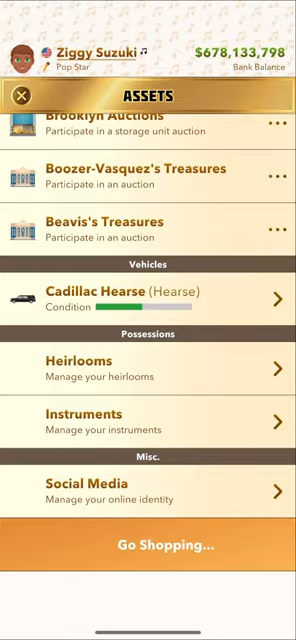 Ziggy Suzuki
Pop Star
$678,133,798
Bank Balance
ASSETS
Brooklyn Auctions
Participate in a storage unit auction
Boozer-Vasquez's Treasures
Participate in an auction
Beavis's Treasures
Participate in an auction
Vehicles
Cadillac Hearse (Hearse)
Condition
Possessions
Heirlooms
Manage your heirlooms
Instruments
Manage your instruments
Misc.
Social Media
Manage your online identity
Go Shopping...